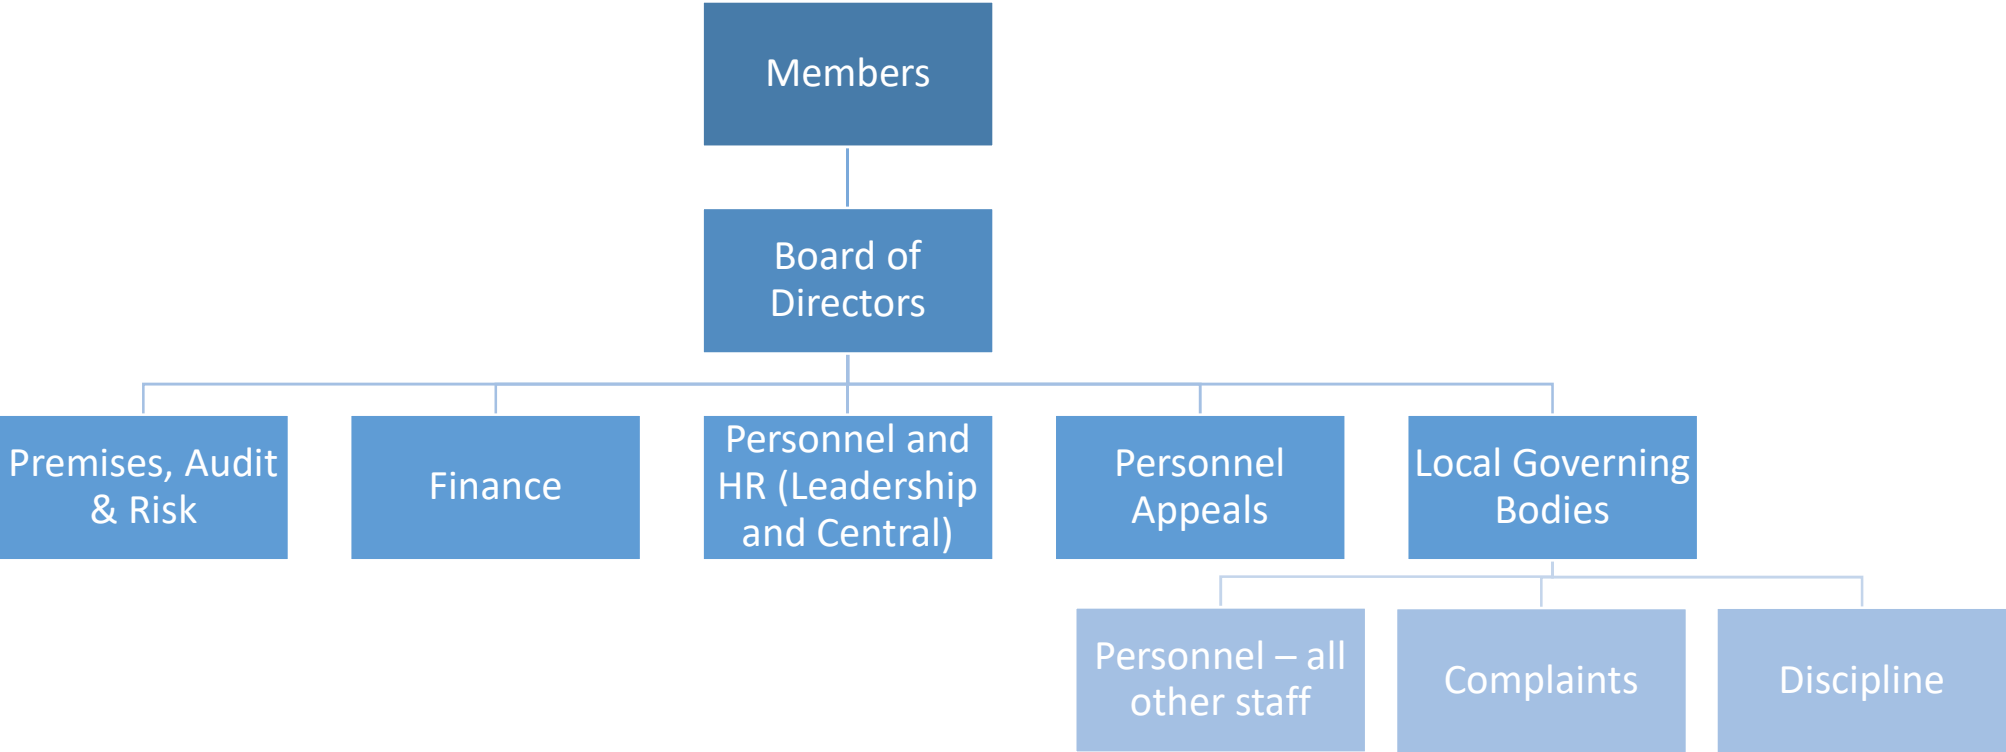 Members
Board of
Directors
Premises, Audit
& Risk
Finance
Personnel and
HR (Leadership
and Central)
Personnel
Appeals
Local Governing
Bodies
Personnel – all
other staff
Complaints
Discipline